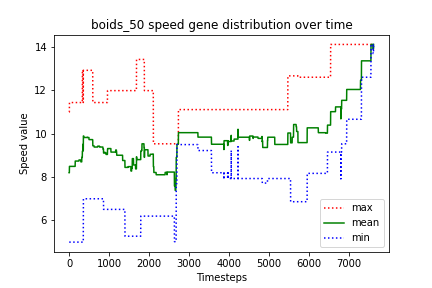 boids_50 speed gene distribution over time
Speed value
14
12
10
8
6
0
1000
2000
3000
4000
5000
6000
7000
Timesteps
max
mean
min